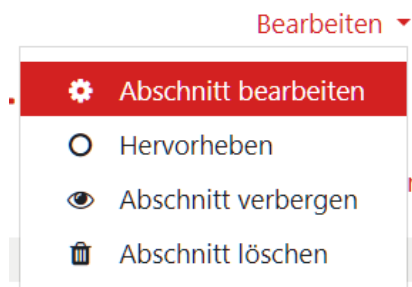 Bearbeiten
Abschnitt bearbeiten
Hervorheben
Abschnitt verbergen
Abschnitt löschen